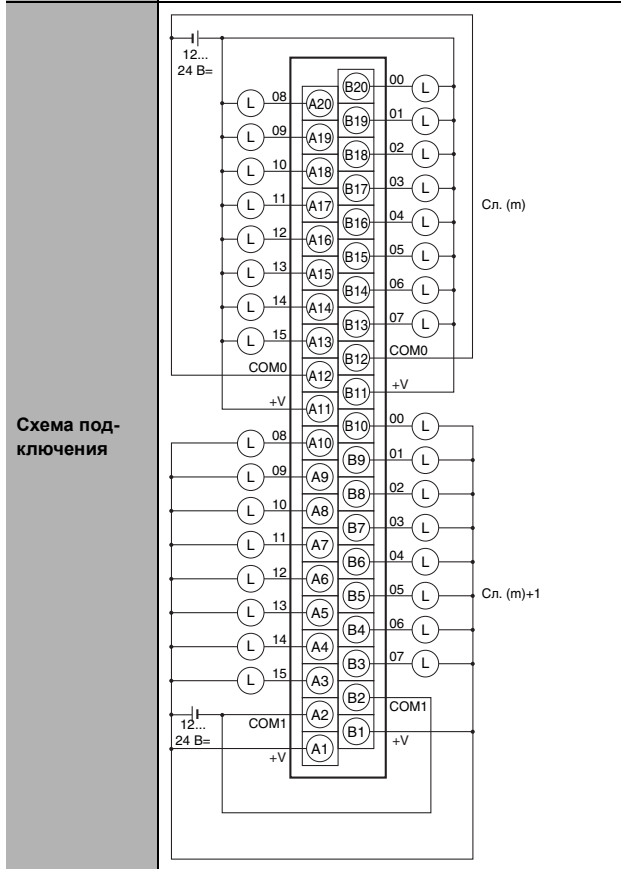 Схема под-
ключения
12...
24 В=
B20 00 L
L 08 A20
B19 01 L
L 09 A19
B18 02 L
L 10 A18
B17 03 L
Сл. (m)
L 11 A17
B16 04 L
L 12 A16
B15 05 L
L 13 A15
B14 06 L
L 14 A14
B13 07 L
L 15 A13
B12 COM0
COM0 A12
B11 +V
+V A11
B10 00 L
L 08 A10
B9 01 L
L 09 A9
B8 02 L
L 10 A8
B7 03 L
L 11 A7
B6 04 L
L 12 A6
B5 05 L
Сл. (m)+1
L 13 A5
B4 06 L
L 14 A4
B3 07 L
L 15 A3
B2 COM1
12...
24 В=
COM1 A2
B1 +V
+V A1